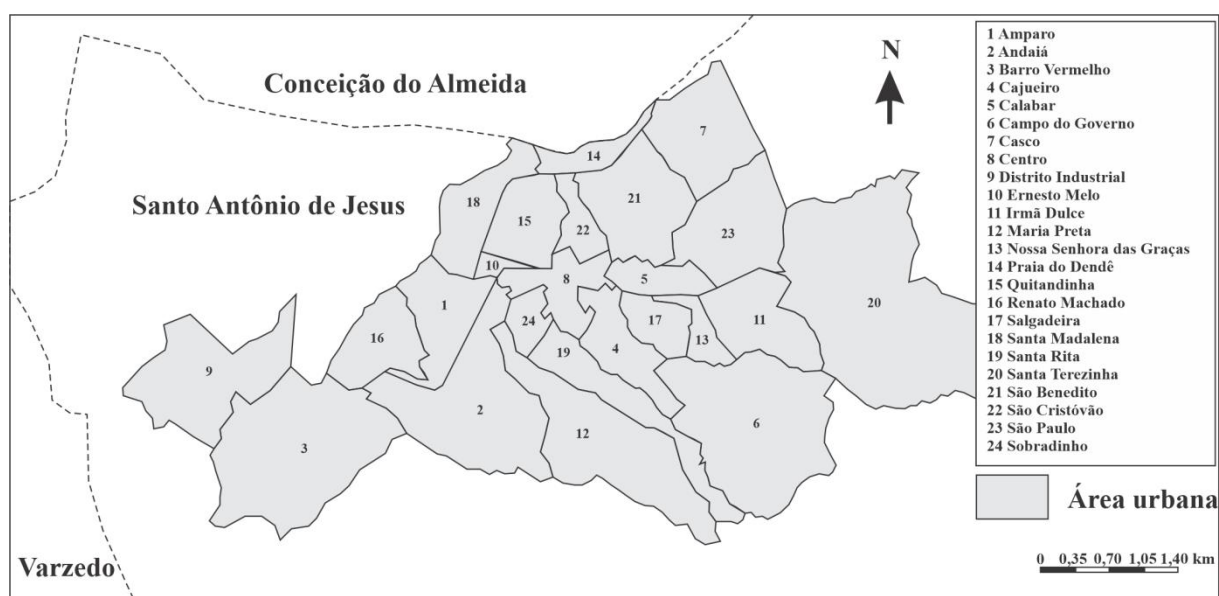 Conceição do Almeida
Santo Antônio de Jesus
Varzedo
N
1 Amparo
2 Andaiá
3 Barro Vermelho
4 Cajueiro
5 Calabar
6 Campo do Governo
7 Casco
8 Centro
9 Distrito Industrial
10 Ernesto Melo
11 Irmã Dulce
12 Maria Preta
13 Nossa Senhora das Graças
14 Praia do Dendê
15 Quitandinha
16 Renato Machado
17 Salgadeira
18 Santa Madalena
19 Santa Rita
20 Santa Terezinha
21 São Benedito
22 São Cristóvão
23 São Paulo
24 Sobradinho
Área urbana
0 0,35 0,70 1,05 1,40 km
7
14
18
15
22
21
23
10
8
5
20
1
24
17
11
16
19
4
13
9
2
12
6
3